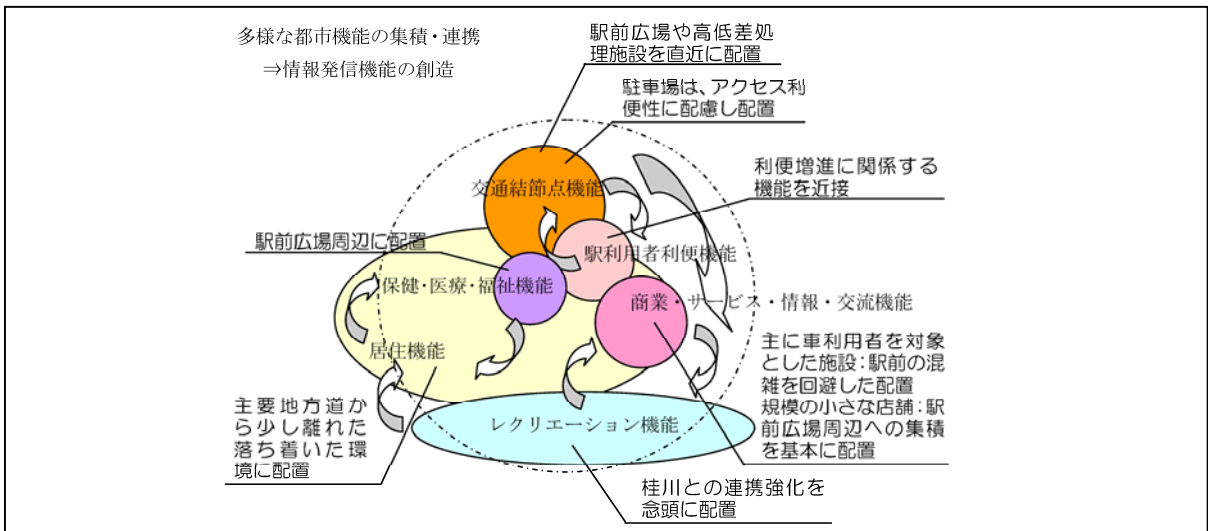 多様な都市機能の集積・連携
⇒情報発信機能の創造
駅前広場や高低差処
理施設を直近に配置
駐車場は、アクセス利
便性に配慮し配置
利便増進に関係する
機能を近接
交通結節点機能
駅前広場周辺に配置
駅利用者利便機能
保健・医療・福祉機能
商業・サービス・情報・交流機能
居住機能
主に車利用者を対象
とした施設：駅前の混
雑を回避した配置
規模の小さな店舗：駅
前広場周辺への集積
を基本に配置
主要地方道か
ら少し離れた
落ち着いた環
境に配置
レクリエーション機能
桂川との連携強化を
念頭に配置